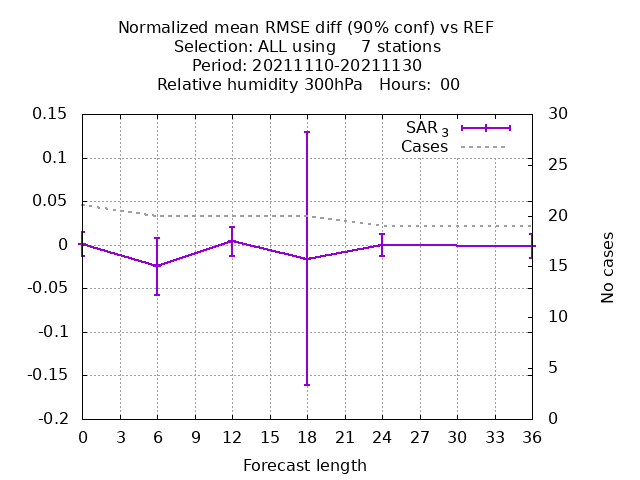 Normalized mean RMSE diff (90% conf) vs REF
Selection: ALL using     7 stations
Period: 20211110-20211130
Relative humidity 300hPa   Hours:  00
0.15
0.1
0.05
0
-0.05
-0.1
-0.15
-0.2
30
25
20
15
10
5
0
SAR 3
Cases
No cases
0 3 6 9 12 15 18 21 24 27 30 33 36
Forecast length